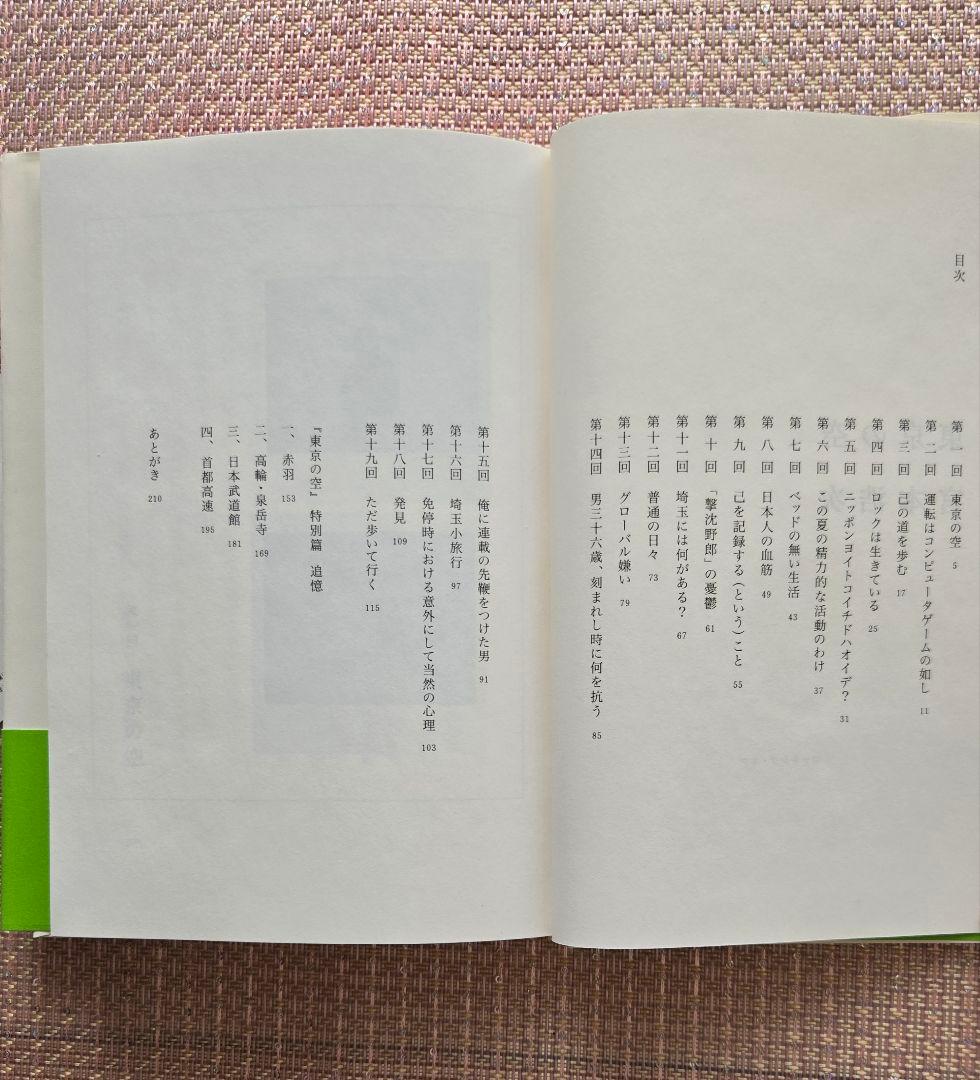 目次
第一回 東京の空 5
第二回 運転はコンピュータゲームの如し 11
第三回 己の道を歩む 17
第四回 ロックは生きている 25
第五回 ニッポンヨイトコイチドハオイデ? 31
第六回 この夏の精力的な活動のわけ 37
第七回 ベッドの無い生活 43
第八回 日本人の血筋 49
第九回 己を記録する(という)こと 55
第十回 「撃沈野郎」の憂鬱 61
第十一回 埼玉には何がある? 67
第十二回 普通の日々 73
第十三回 グローバル嫌い 79
第十四回 男三十六歳、刻まれし時に何を抗う 85
第十五回 俺に連載の先鞭をつけた男 91
第十六回 埼玉小旅行 97
第十七回 免停時における意外にして当然の心理 103
第十八回 発見 109
第十九回 ただ歩いて行く 115
『東京の空』 特別篇 追憶
一、赤羽 153
二、高輪・泉岳寺 169
三、日本武道館 181
四、首都高速 195
あとがき 210